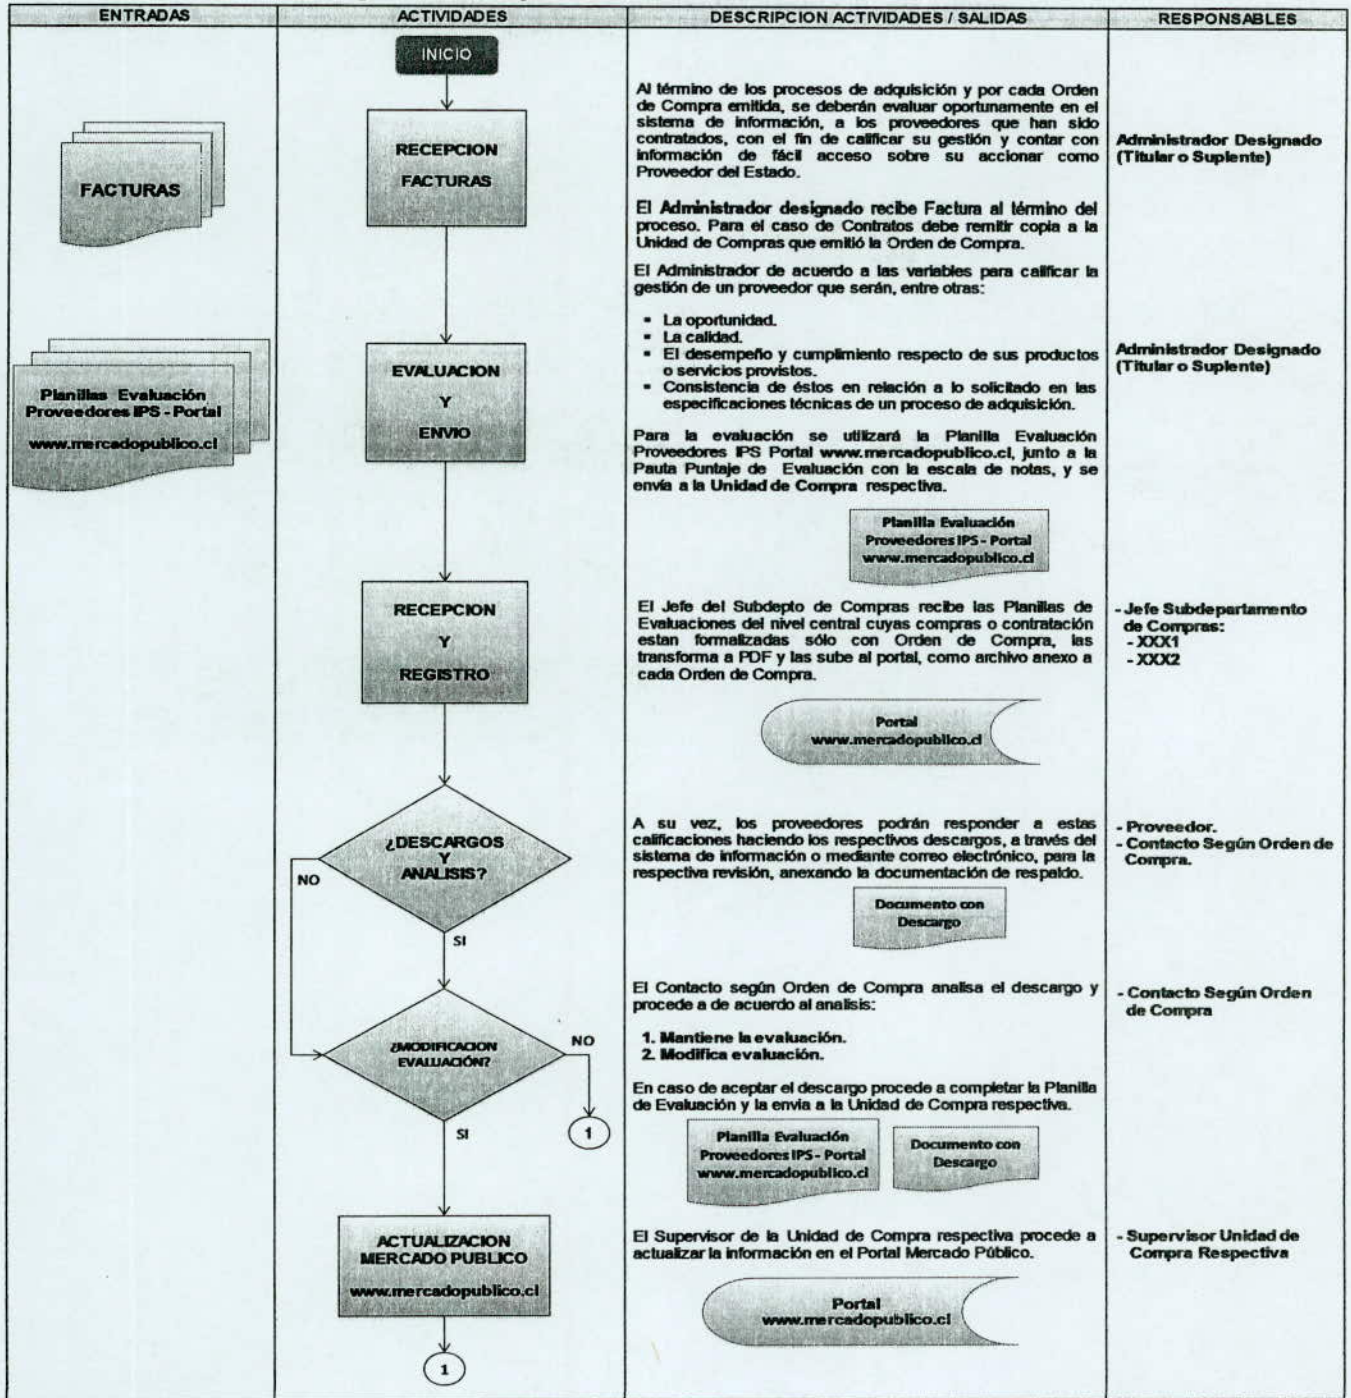 ENTRADAS
ACTIVIDADES
DESCRIPCION ACTIVIDADES / SALIDAS
RESPONSABLES
INICIO
FACTURAS
RECEPCION
FACTURAS
Al término de los procesos de adquisición y por cada Orden
de Compra emitida, se deberán evaluar oportunamente en el
sistema de información, a los proveedores que han sido
contratados, con el fin de calificar su gestión y contar con
información de fácil acceso sobre su accionar como
Proveedor del Estado.
El Administrador designado recibe Factura al término del
proceso. Para el caso de Contratos debe remitir copia a la
Unidad de Compras que emitió la Orden de Compra.
Administrador Designado
(Titular o Suplente)
Planillas Evaluación
Proveedores IPS - Portal
www.mercadopublico.cl
EVALUACION
Y
ENVIO
El Administrador de acuerdo a las variables para calificar la
gestión de un proveedor que serán, entre otras:
▪ La oportunidad.
▪ La calidad.
▪ El desempeño y cumplimiento respecto de sus productos
o servicios provistos.
▪ Consistencia de éstos en relación a lo solicitado en las
especificaciones técnicas de un proceso de adquisición.
Para la evaluación se utilizará la Planilla Evaluación
Proveedores IPS Portal www.mercadopublico.cl, junto a la
Pauta Puntaje de Evaluación con la escala de notas, y se
envía a la Unidad de Compra respectiva.
Planilla Evaluación
Proveedores IPS - Portal
www.mercadopublico.cl
Administrador Designado
(Titular o Suplente)
RECEPCION
Y
REGISTRO
El Jefe del Subdepto de Compras recibe las Planillas de
Evaluaciones del nivel central cuyas compras o contratación
estan formalizadas sólo con Orden de Compra, las
transforma a PDF y las sube al portal, como archivo anexo a
cada Orden de Compra.
Portal
www.mercadopublico.cl
- Jefe Subdepartamento
de Compras:
- XXX1
- XXX2
¿DESCARGOS
Y
ANALISIS?
NO
SI
A su vez, los proveedores podrán responder a estas
calificaciones haciendo los respectivos descargos, a través del
sistema de información o mediante correo electrónico, para la
respectiva revisión, anexando la documentación de respaldo.
Documento con
Descargo
- Proveedor.
- Contacto Según Orden de
Compra.
¿MODIFICACION
EVALUACIÓN?
NO
1
SI
El Contacto según Orden de Compra analisa el descargo y
procede a de acuerdo al analisis:
1. Mantiene la evaluación.
2. Modifica evaluación.
En caso de aceptar el descargo procede a completar la Planilla
de Evaluación y la envia a la Unidad de Compra respectiva.
Planilla Evaluación
Proveedores IPS - Portal
www.mercadopublico.cl
Documento con
Descargo
- Contacto Según Orden
de Compra
ACTUALIZACION
MERCADO PUBLICO
www.mercadopublico.cl
1
El Supervisor de la Unidad de Compra respectiva procede a
actualizar la información en el Portal Mercado Público.
Portal
www.mercadopublico.cl
- Supervisor Unidad de
Compra Respectiva